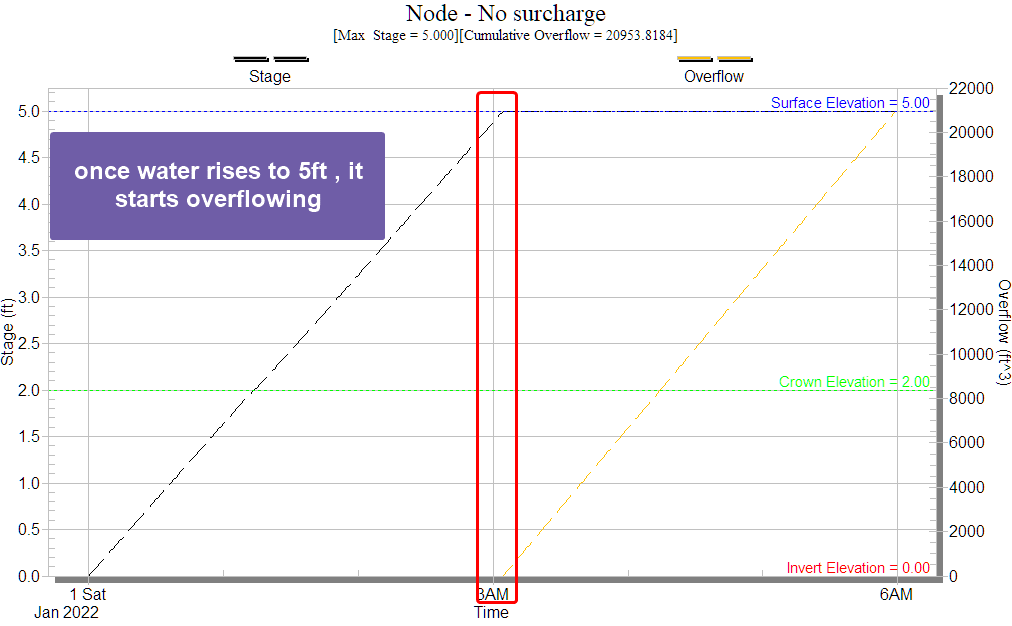 Node - No surcharge
[Max Stage = 5.000][Cumulative Overflow = 20953.8184]
Stage
Overflow
22000
Surface Elevation = 5.00
5.0
20000
once water rises to 5ft , it
starts overflowing
4.5
18000
4.0
16000
3.5
14000
3.0
12000
Stage (ft)
Overflow (ft^3)
2.5
10000
Crown Elevation = 2.00
2.0
8000
1.5
6000
1.0
4000
0.5
2000
Invert Elevation = 0.00
0.0
0
1 Sat
3AM
6AM
Jan 2022
Time